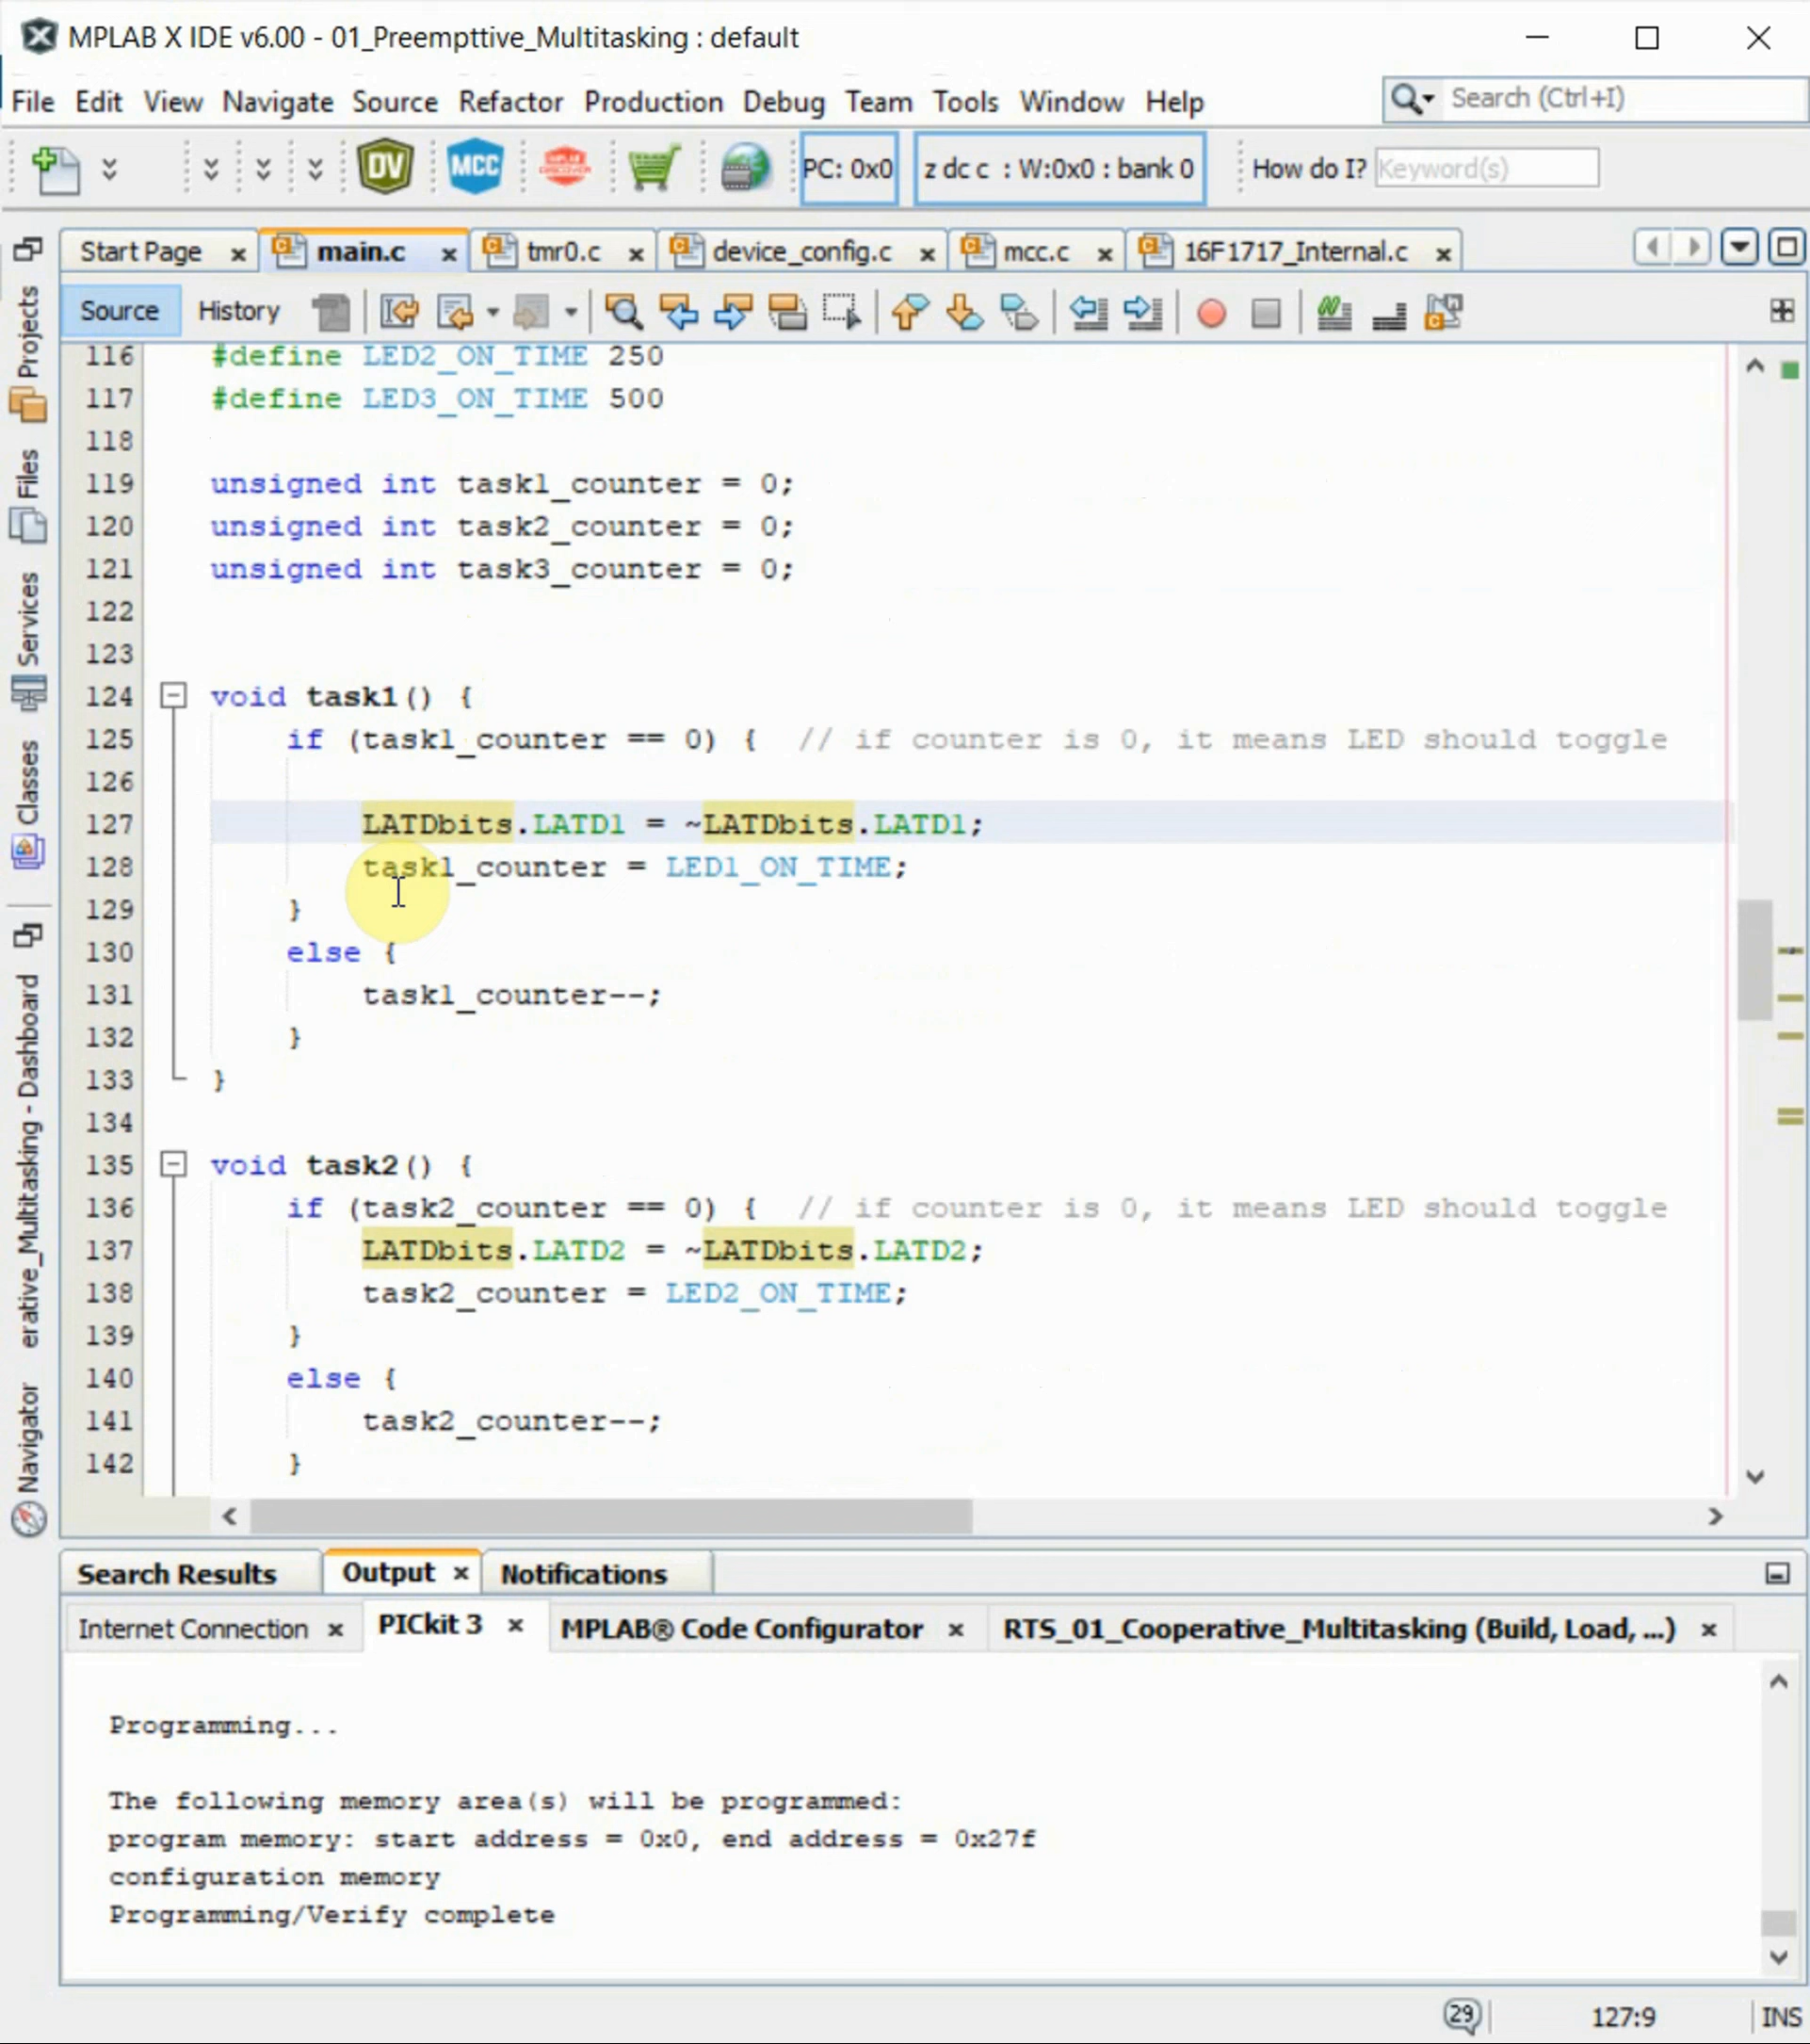 MPLAB X IDE v6.00 - 01_Preempttive_Multitasking : default
File Edit View Navigate Source Refactor Production Debug Team Tools Window Help
Search (Ctrl+I)
DV MCC PC: 0x0 z dc c : W:0x0 : bank 0 How do I? Keyword(s)
Start Page main.c tmr0.c device_config.c mcc.c 16F1717_Internal.c
Source History
Projects
Files
Services
Classes
erative_Multitasking - Dashboard
Navigator
116 #define LED2_ON_TIME 250
117 #define LED3_ON_TIME 500
118
119 unsigned int task1_counter = 0;
120 unsigned int task2_counter = 0;
121 unsigned int task3_counter = 0;
122
123
124 void task1() {
125 if (task1_counter == 0) { // if counter is 0, it means LED should toggle
126
127 LATDbits.LATD1 = ~LATDbits.LATD1;
128 task1_counter = LED1_ON_TIME;
129 }
130 else {
131 task1_counter--;
132 }
133 }
134
135 void task2() {
136 if (task2_counter == 0) { // if counter is 0, it means LED should toggle
137 LATDbits.LATD2 = ~LATDbits.LATD2;
138 task2_counter = LED2_ON_TIME;
139 }
140 else {
141 task2_counter--;
142 }
Search Results Output Notifications
Internet Connection PICkit 3 MPLAB® Code Configurator RTS_01_Cooperative_Multitasking (Build, Load, ...)
Programming...
The following memory area(s) will be programmed:
program memory: start address = 0x0, end address = 0x27f
configuration memory
Programming/Verify complete
29 127:9 INS